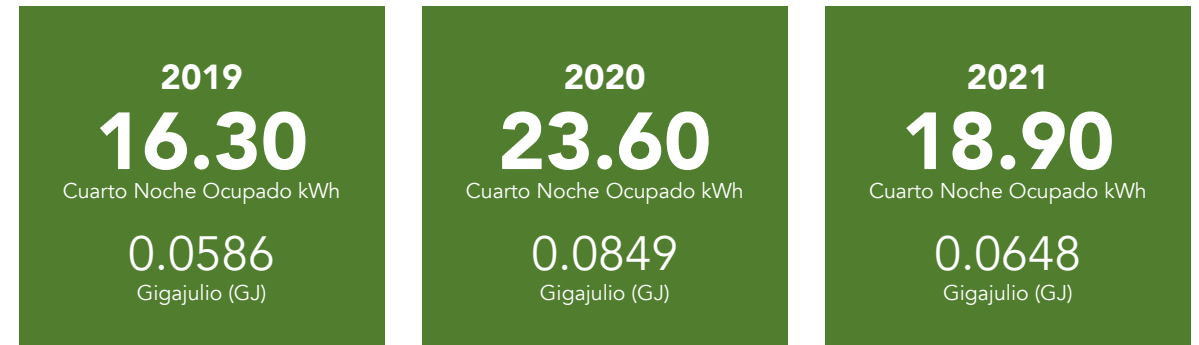 2019
16.30
Cuarto Noche Ocupado kWh
0.0586
Gigajulio (GJ)
2020
23.60
Cuarto Noche Ocupado kWh
0.0849
Gigajulio (GJ)
2021
18.90
Cuarto Noche Ocupado kWh
0.0648
Gigajulio (GJ)